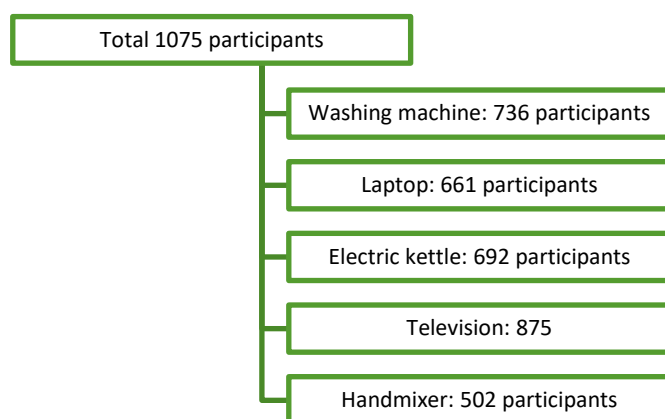 Total 1075 participants
Washing machine: 736 participants
Laptop: 661 participants
Electric kettle: 692 participants
Television: 875
Handmixer: 502 participants